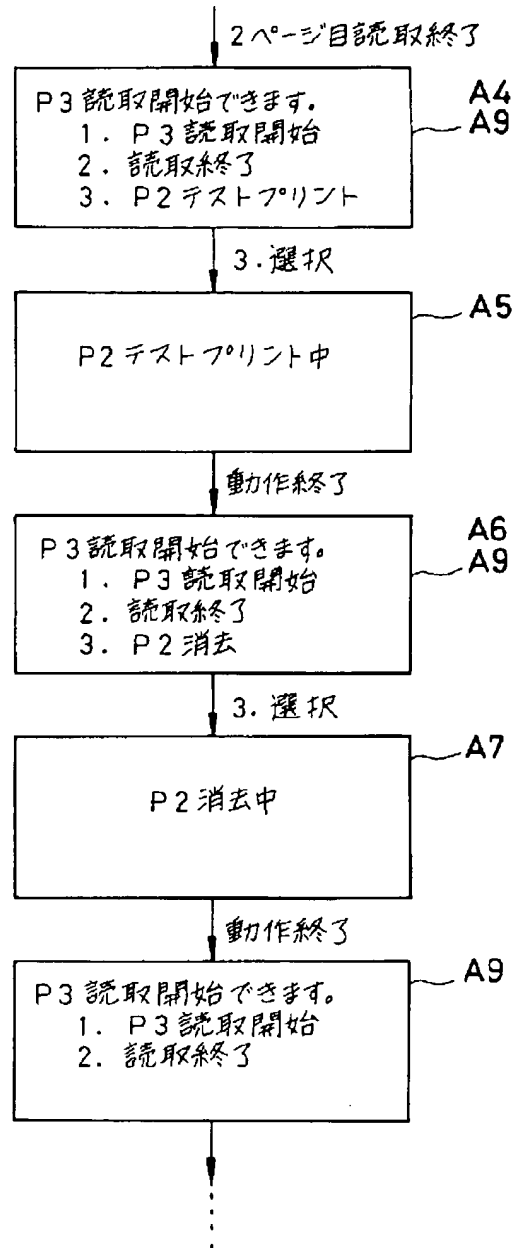 2ページ目読取終了
P3読取開始できます。
1. P3読取開始
2. 読取終了
3. P2テストプリント
A4
A9
3.選択
P2テストプリント中
A5
動作終了
P3読取開始できます。
1. P3読取開始
2. 読取終了
3. P2消去
A6
A9
3.選択
P2消去中
A7
動作終了
P3読取開始できます。
1. P3読取開始
2. 読取終了
A9